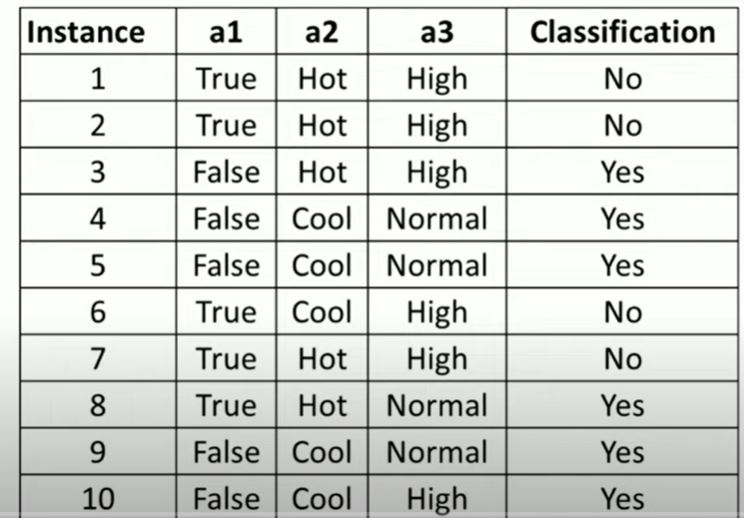 Instance a1 a2 a3 Classification
1 True Hot High No
2 True Hot High No
3 False Hot High Yes
4 False Cool Normal Yes
5 False Cool Normal Yes
6 True Cool High No
7 True Hot High No
8 True Hot Normal Yes
9 False Cool Normal Yes
10 False Cool High Yes